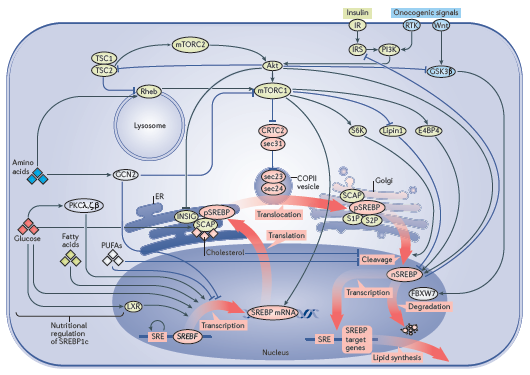 Insulin
Onocogenic signals
IR
RTK
Wnt
mTORC2
IRS
PI3K
TSC1
TSC2
Akt
GSK3β
Rheb
mTORC1
Lysosome
CRTC2
sec31
S6K
Lipin1
E4BP4
Amino
acids
GCN2
sec23
sec24
COPII
vesicle
Golgi
ER
SCAP
PKCλ,ζ,β
INSIG
pSREBP
SCAP
Translocation
pSREBP
S1P
S2P
Glucose
Fatty
acids
PUFAs
Translation
Cholesterol
Cleavage
nSREBP
Transcription
FBXW7
Degradation
LXR
SREBP mRNA
Transcription
Nutritional
regulation
of SREBP1c
SRE
SREBF
SRE
SREBP
target
genes
Nucleus
Lipid synthesis